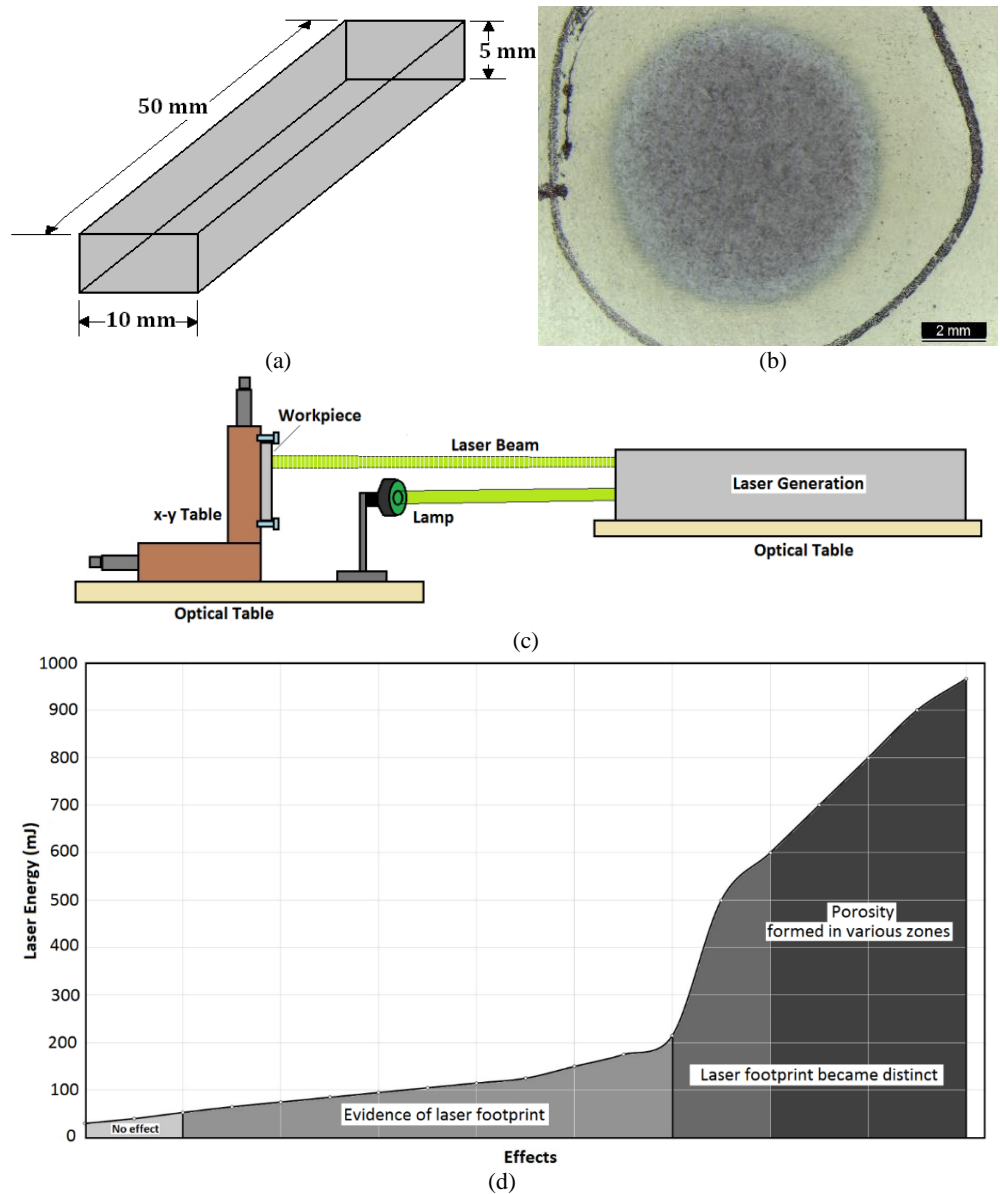 5 mm
50 mm
10 mm
2 mm
(a)
(b)
Workpiece
Laser Beam
Laser Generation
x-y Table
Lamp
Optical Table
Optical Table
(c)
1000
900
800
700
600
500
400
300
200
100
0
Laser Energy (mJ)
Porosity
formed in various zones
Laser footprint became distinct
Evidence of laser footprint
No effect
Effects
(d)